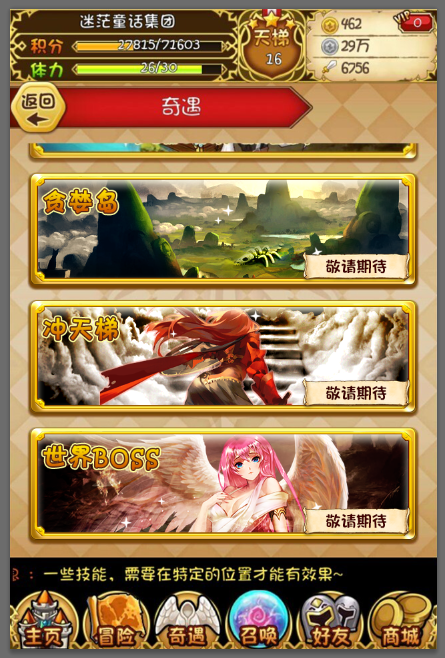 迷茫童话集团
积分 27815/71603
体力 26/30
天梯
16
462
29万
6756
VIP 0
返回
奇遇
贪婪岛
敬请期待
冲天梯
敬请期待
世界BOSS
敬请期待
：一些技能，需要在特定的位置才能有效果~
主页 冒险 奇遇 召唤 好友 商城